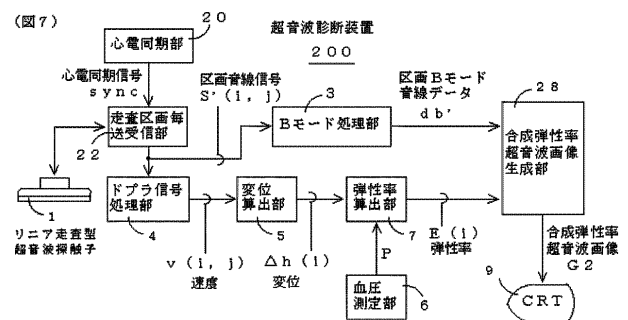 (図7)
超音波診断装置
200
20
心電同期部
心電同期信号
sync
区画音線信号
S'(i, j)
区画Bモード
音線データ
db'
3
28
走査区画毎
送受信部
22
Bモード処理部
合成弾性率
超音波画像
生成部
1
リニア走査型
超音波探触子
ドプラ信号
処理部
4
変位
算出部
5
弾性率
算出部
7
v(i, j)
速度
Δh(i)
変位
P
E(i)
弾性率
血圧
測定部
6
合成弾性率
超音波画像
G2
9
CRT